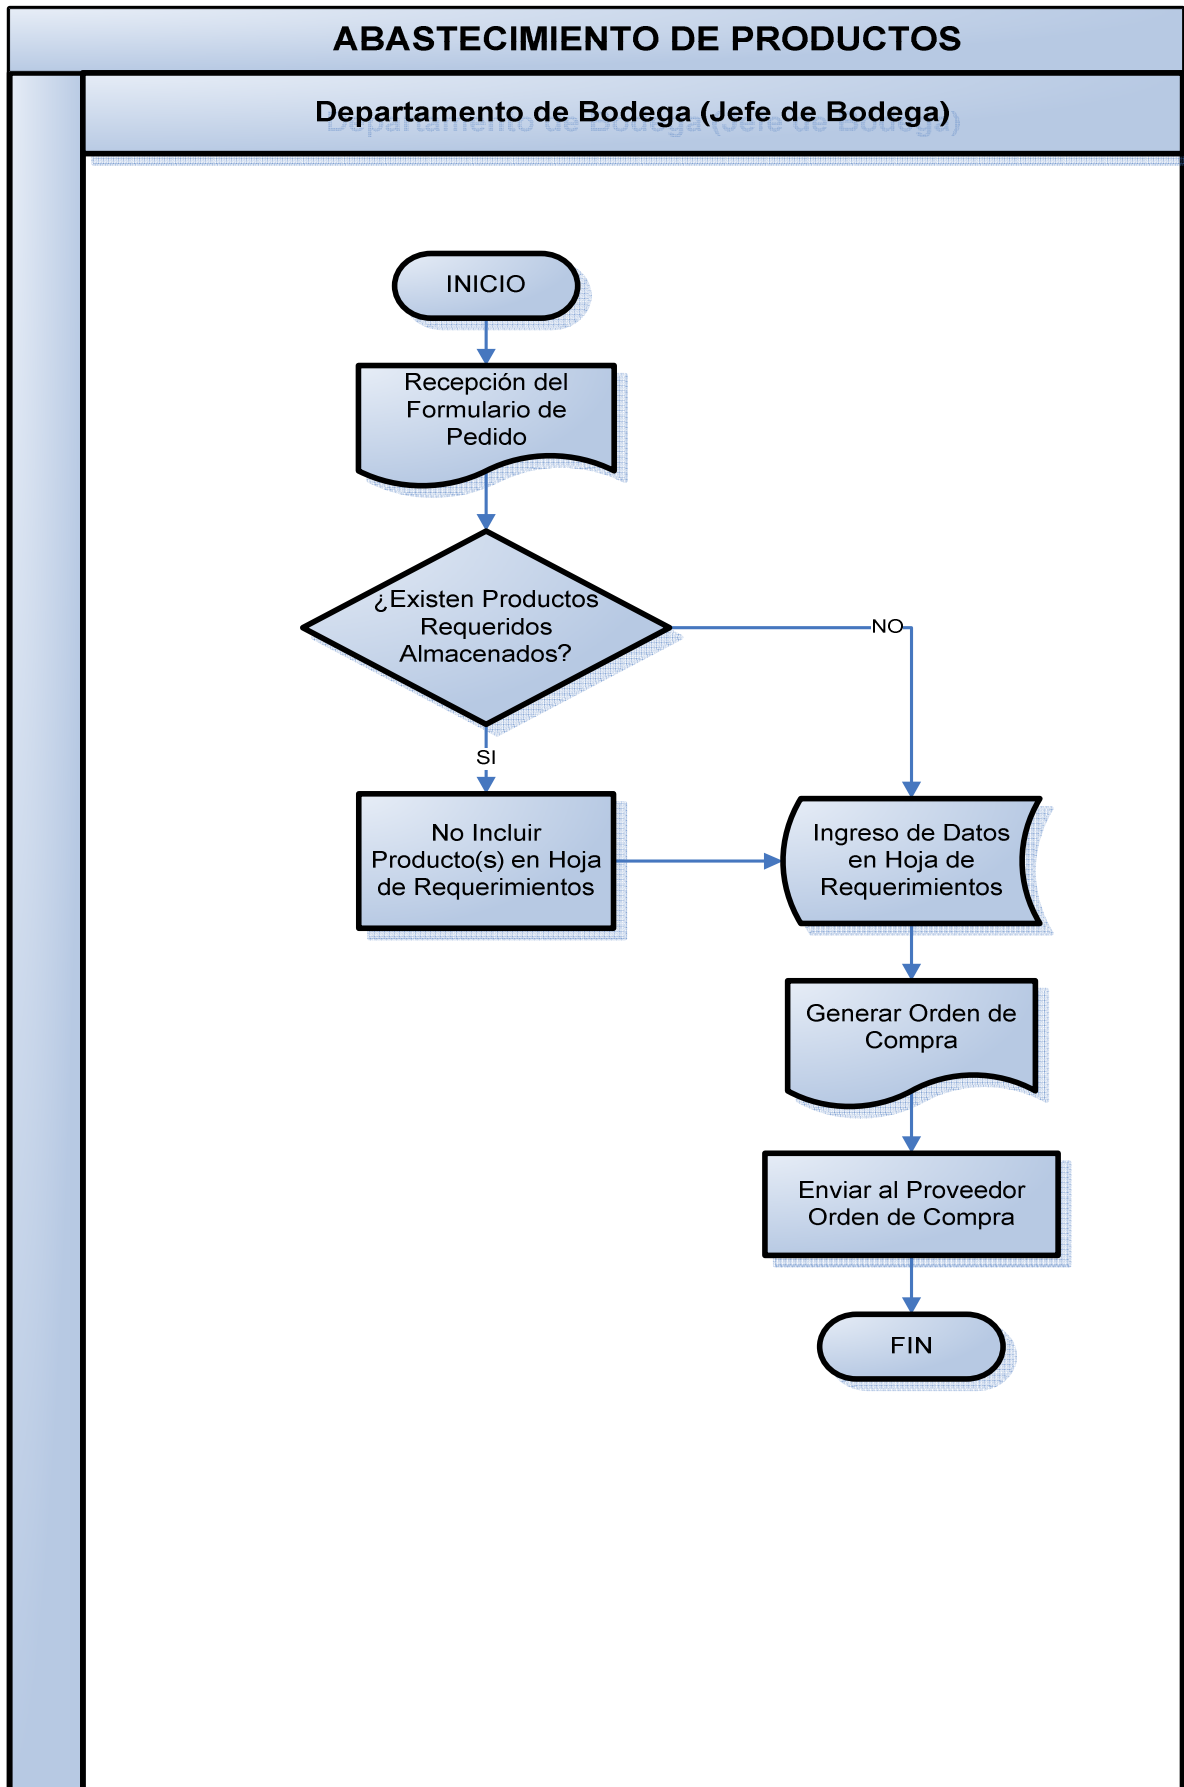 ABASTECIMIENTO DE PRODUCTOS
Departamento de Bodega (Jefe de Bodega)
INICIO
Recepción del
Formulario de
Pedido
¿Existen Productos
Requeridos
Almacenados?
NO
SI
No Incluir
Producto(s) en Hoja
de Requerimientos
Ingreso de Datos
en Hoja de
Requerimientos
Generar Orden de
Compra
Enviar al Proveedor
Orden de Compra
FIN